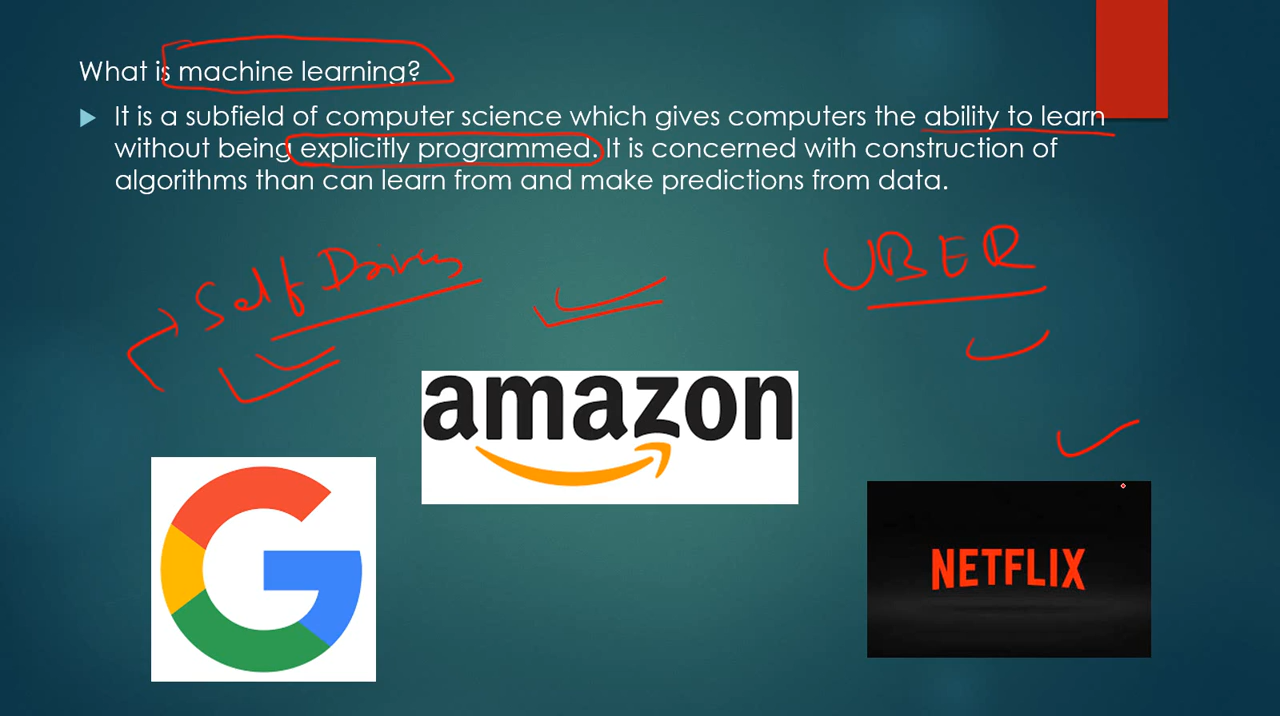 What is machine learning?
It is a subfield of computer science which gives computers the ability to learn
without being explicitly programmed. It is concerned with construction of
algorithms than can learn from and make predictions from data.
Self Driving
UBER
amazon
NETFLIX